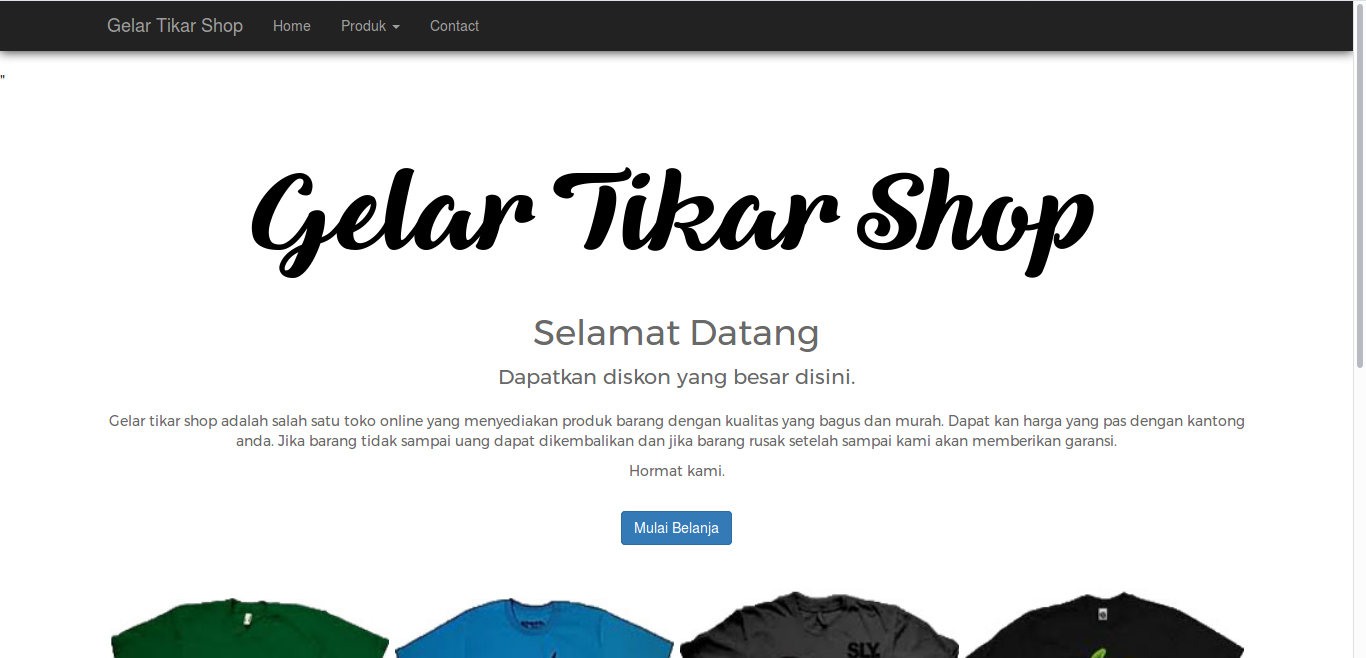 Gelar Tikar Shop Home Produk Contact
"
Gelar Tikar Shop
Selamat Datang
Dapatkan diskon yang besar disini.
Gelar tikar shop adalah salah satu toko online yang menyediakan produk barang dengan kualitas yang bagus dan murah. Dapat kan harga yang pas dengan kantong
anda. Jika barang tidak sampai uang dapat dikembalikan dan jika barang rusak setelah sampai kami akan memberikan garansi.
Hormat kami.
Mulai Belanja
SLY